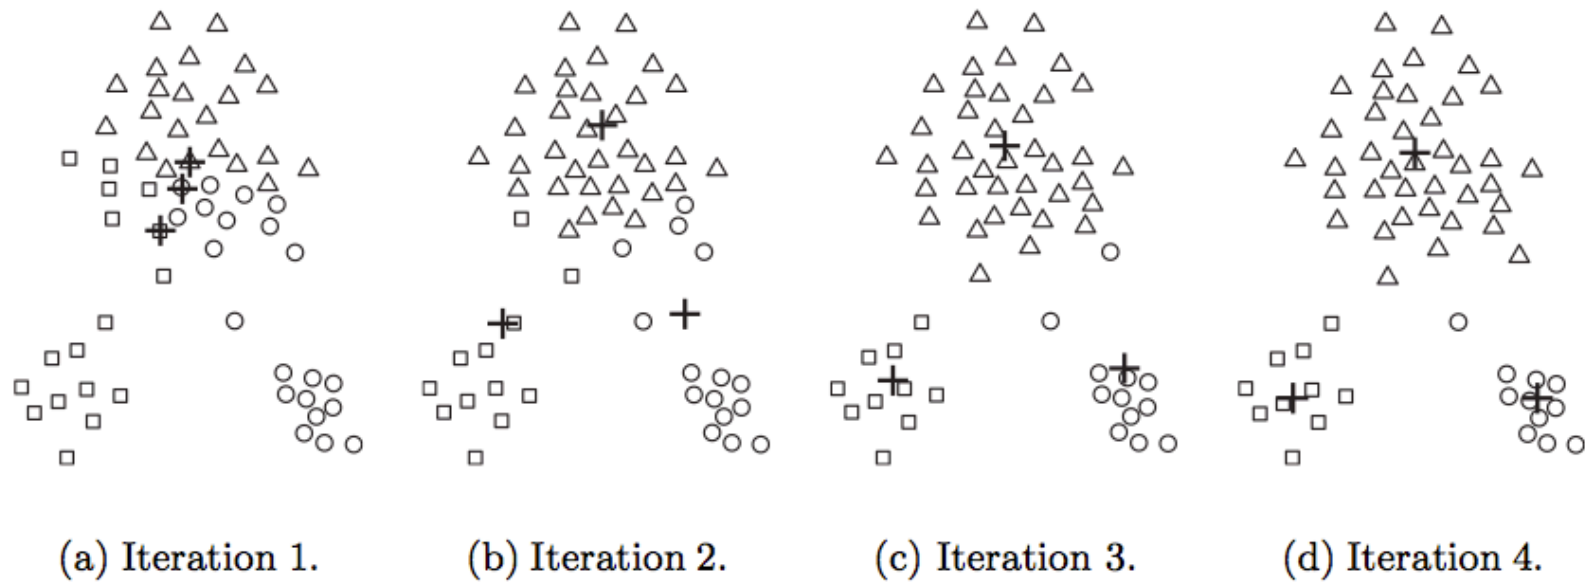 (a) Iteration 1.
(b) Iteration 2.
(c) Iteration 3.
(d) Iteration 4.